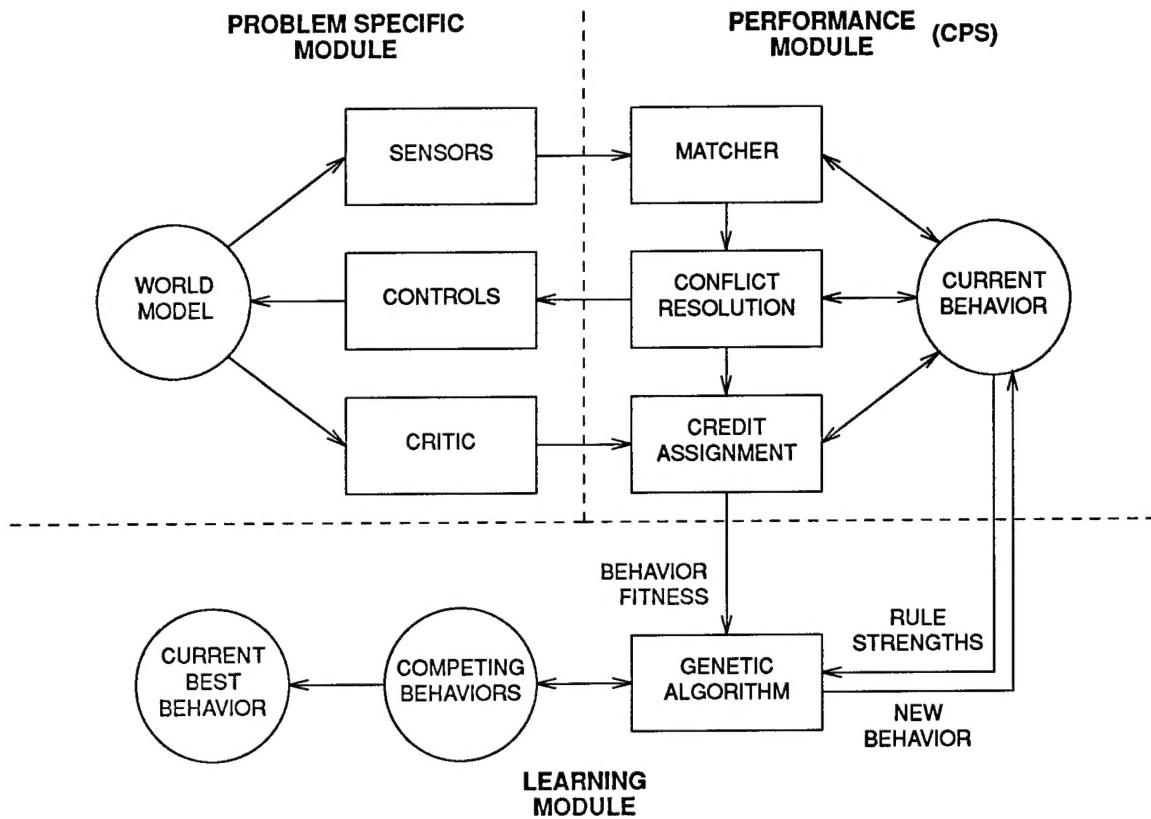 PROBLEM SPECIFIC
MODULE
PERFORMANCE
MODULE
(CPS)
SENSORS
MATCHER
WORLD
MODEL
CONTROLS
CONFLICT
RESOLUTION
CURRENT
BEHAVIOR
CRITIC
CREDIT
ASSIGNMENT
BEHAVIOR
FITNESS
RULE
STRENGTHS
CURRENT
BEST
BEHAVIOR
COMPETING
BEHAVIORS
GENETIC
ALGORITHM
NEW
BEHAVIOR
LEARNING
MODULE